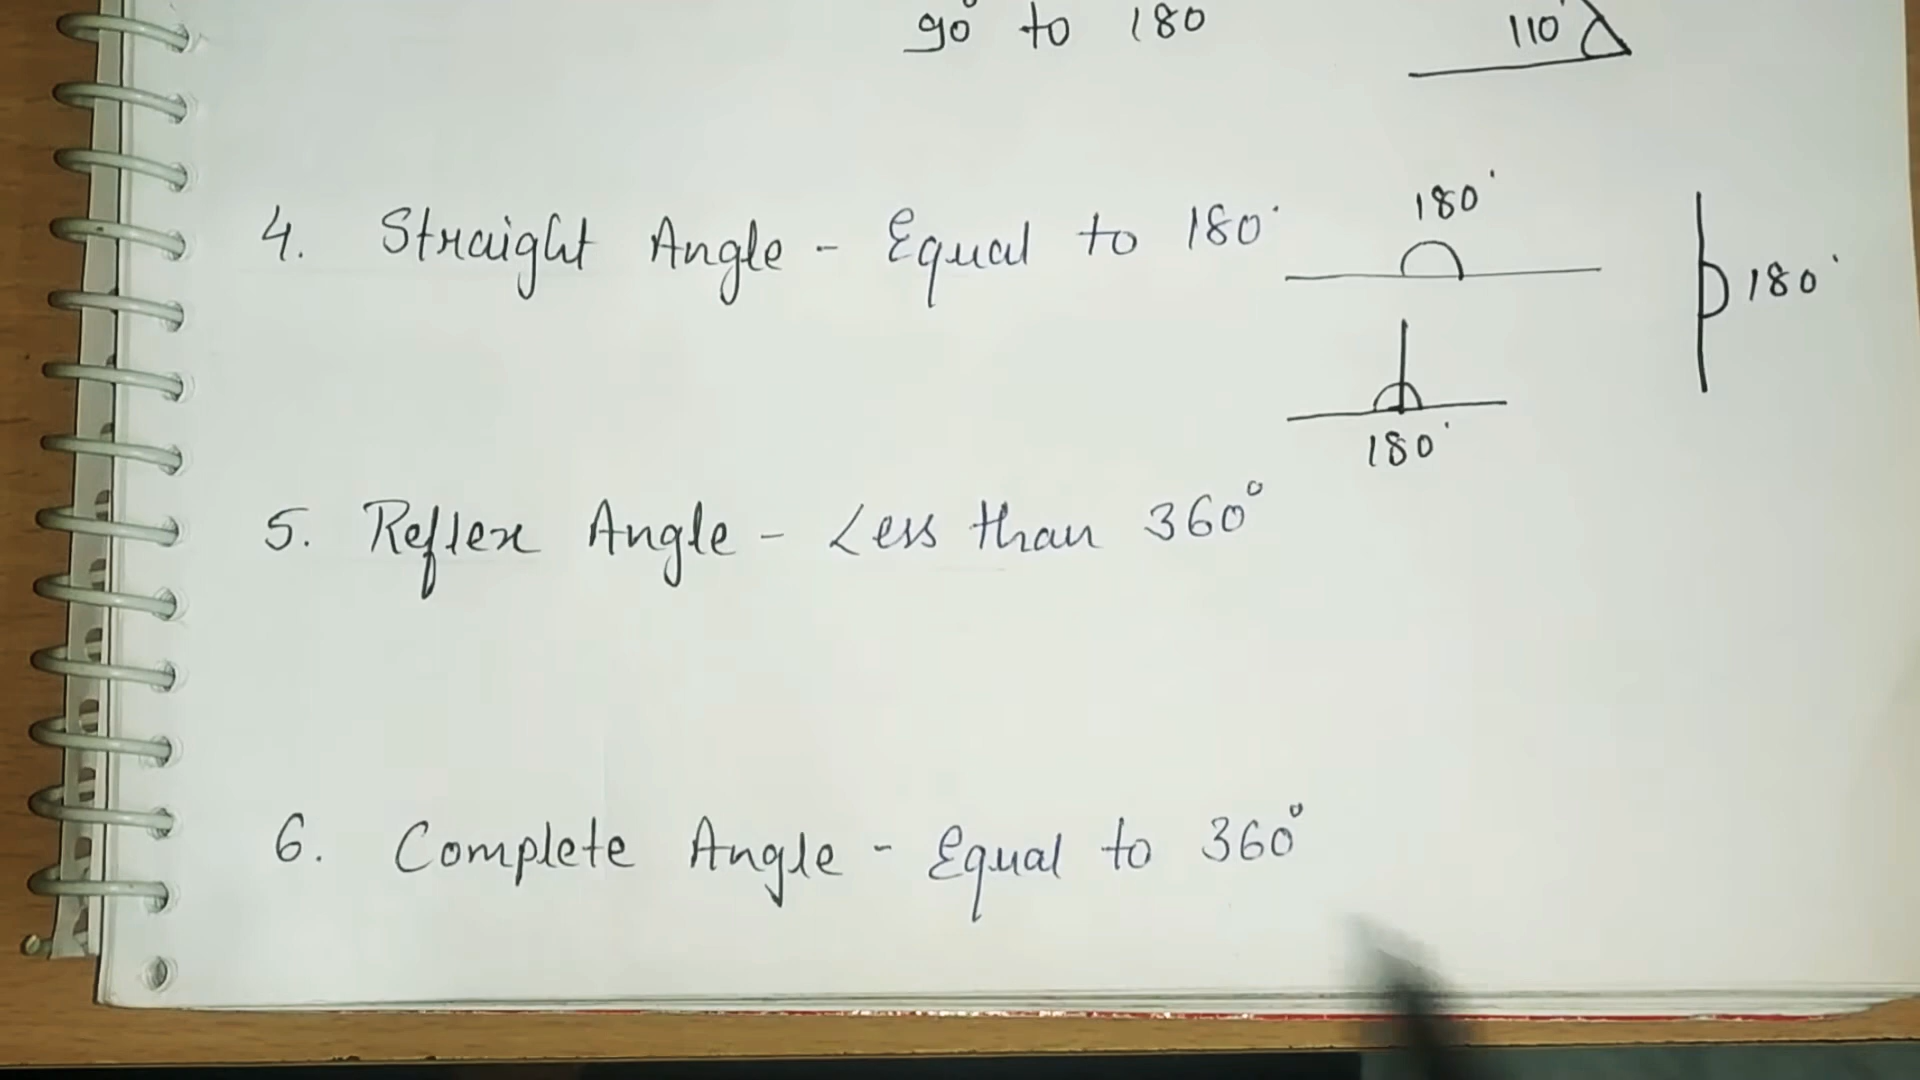 90° to 180
110°
4. Straight Angle - Equal to 180°
180°
180°
180°
5. Reflex Angle - Less than 360°
6. Complete Angle - Equal to 360°